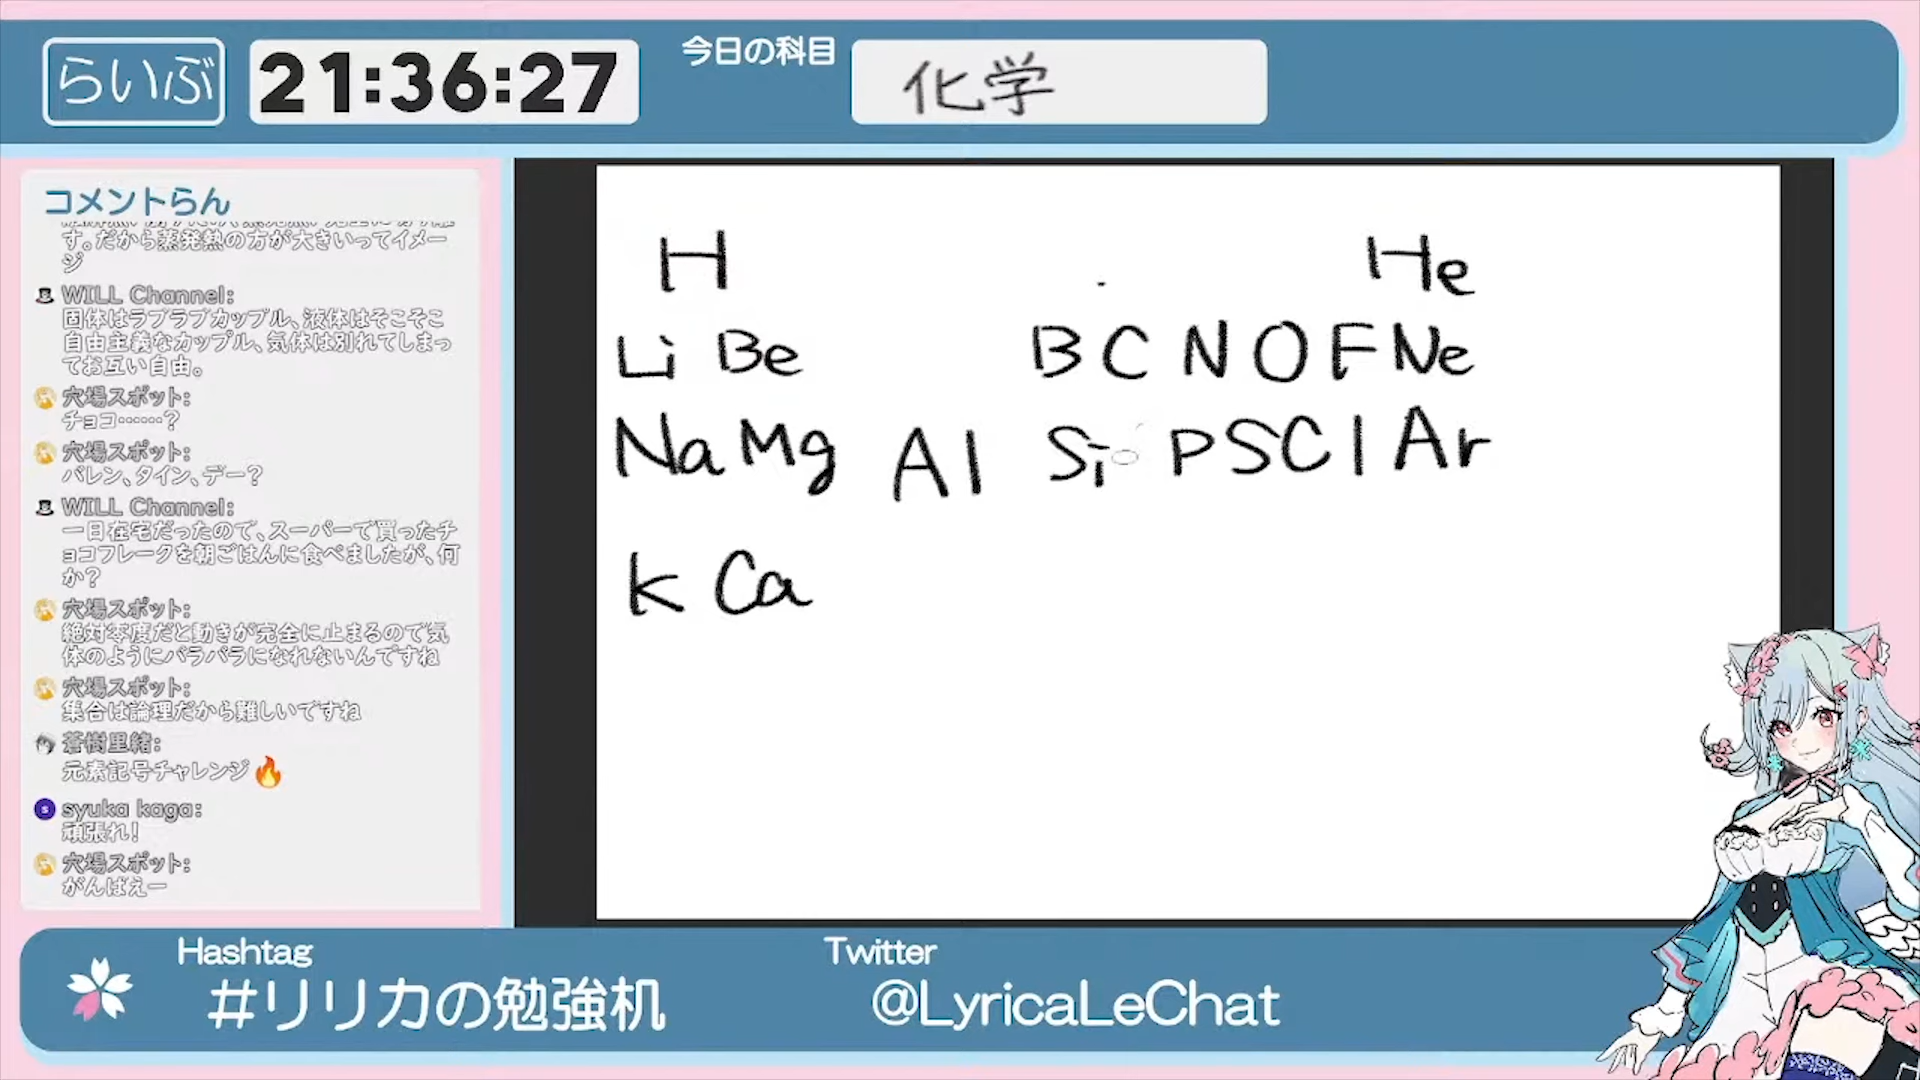 らいぶ
21:36:27
今日の科目
化学
コメントらん
す。だから蒸発熱の方が大きいってイメー
ジ
WILL Channel:
固体はラブラブカップル、液体はそこそこ
自由主義なカップル、気体は別れてしまっ
てお互い自由。
穴場スポット:
チョコ……?
穴場スポット:
バレン、タイン、デー?
WILL Channel:
一日在宅だったので、スーパーで買ったチ
ョコフレークを朝ごはんに食べましたが、何
か?
穴場スポット:
絶対零度だと動きが完全に止まるので気
体のようにバラバラになれないんですね
穴場スポット:
集合は論理だから難しいですね
蒼樹里緒:
元素記号チャレンジ🔥
syuka kaga:
頑張れ!
穴場スポット:
がんばえー
H He
Li Be B C N O F Ne
Na Mg Al Si P S Cl Ar
K Ca
Hashtag
#リリカの勉強机
Twitter
@LyricaLeChat